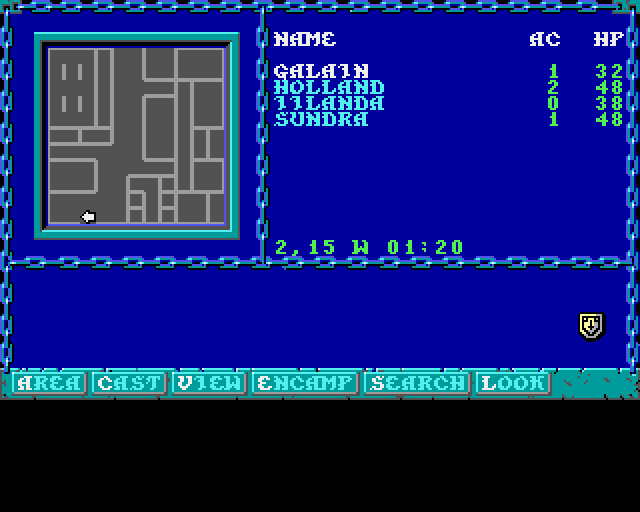 NAME AC HP
GALAIN 1 32
HOLLAND 2 48
IILANDA 0 38
SUNDRA 1 48
2,15 W 01:20
AREA CAST VIEW ENCAMP SEARCH LOOK